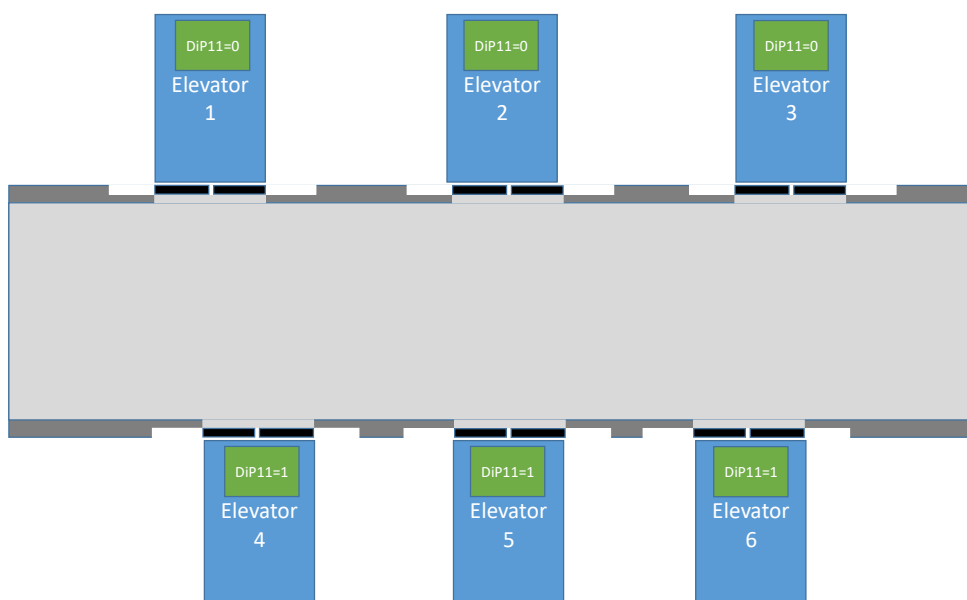 DiP11=0
Elevator
1
DiP11=0
Elevator
2
DiP11=0
Elevator
3
DiP11=1
Elevator
4
DiP11=1
Elevator
5
DiP11=1
Elevator
6